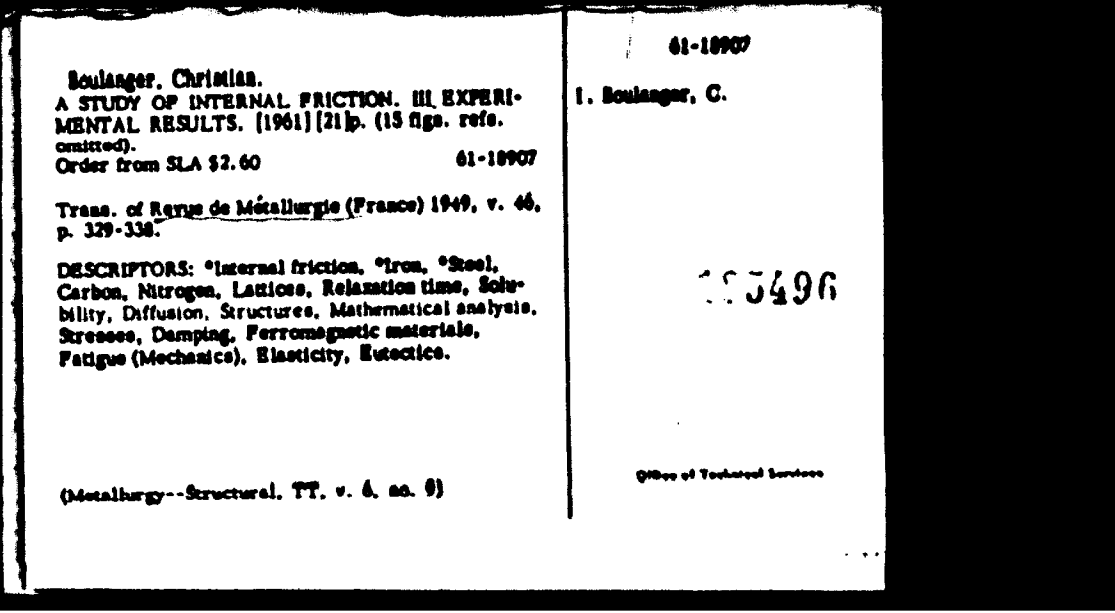 61-18907
Boulanger, Christian.
A STUDY OF INTERNAL FRICTION. III. EXPERI-
MENTAL RESULTS. [1961] [21]p. (15 figs. refs.
omitted).
Order from SLA $2.60 61-18907
Trans. of Revue de Métallurgie (France) 1949, v. 46,
p. 329-338.
DESCRIPTORS: *Internal friction, *Iron, *Steel,
Carbon, Nitrogen, Lattices, Relaxation time, Solu-
bility, Diffusion, Structures, Mathematical analysis,
Stresses, Damping, Ferromagnetic materials,
Fatigue (Mechanics), Elasticity, Eutectics.
(Metallurgy--Structural, TT, v. 6, no. 9)
I. Boulanger, C.
Office of Technical Services